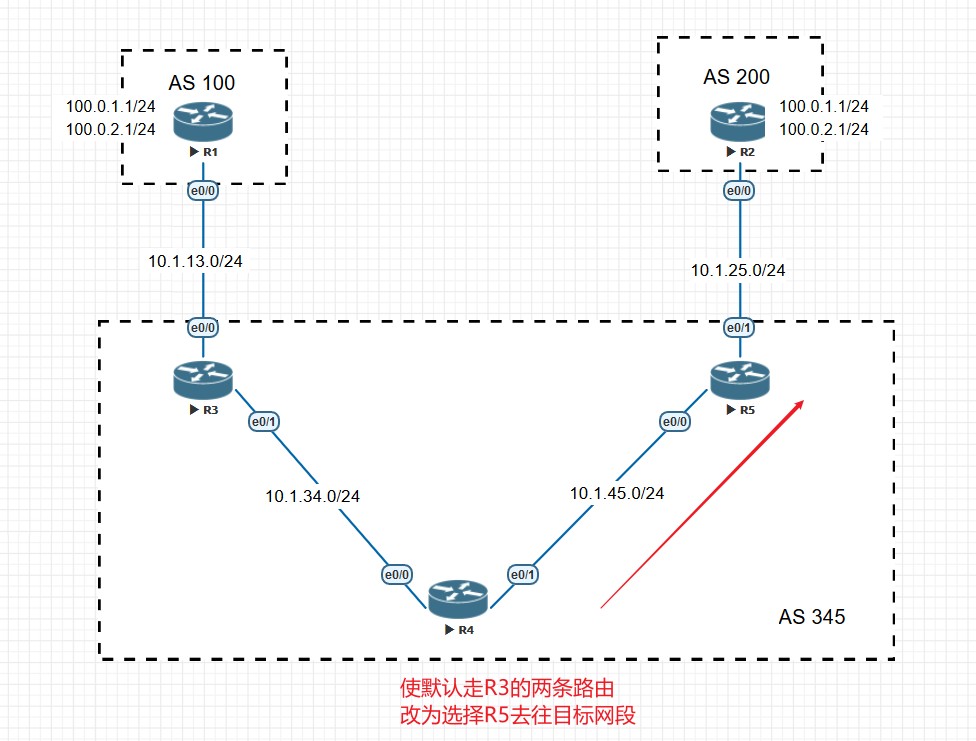 AS 100
AS 200
100.0.1.1/24
100.0.2.1/24
R1
100.0.1.1/24
100.0.2.1/24
R2
e0/0
e0/0
10.1.13.0/24
10.1.25.0/24
e0/0
e0/1
R3
R5
e0/1
e0/0
10.1.34.0/24
10.1.45.0/24
e0/0
e0/1
R4
AS 345
使默认走R3的两条路由
改为选择R5去往目标网段